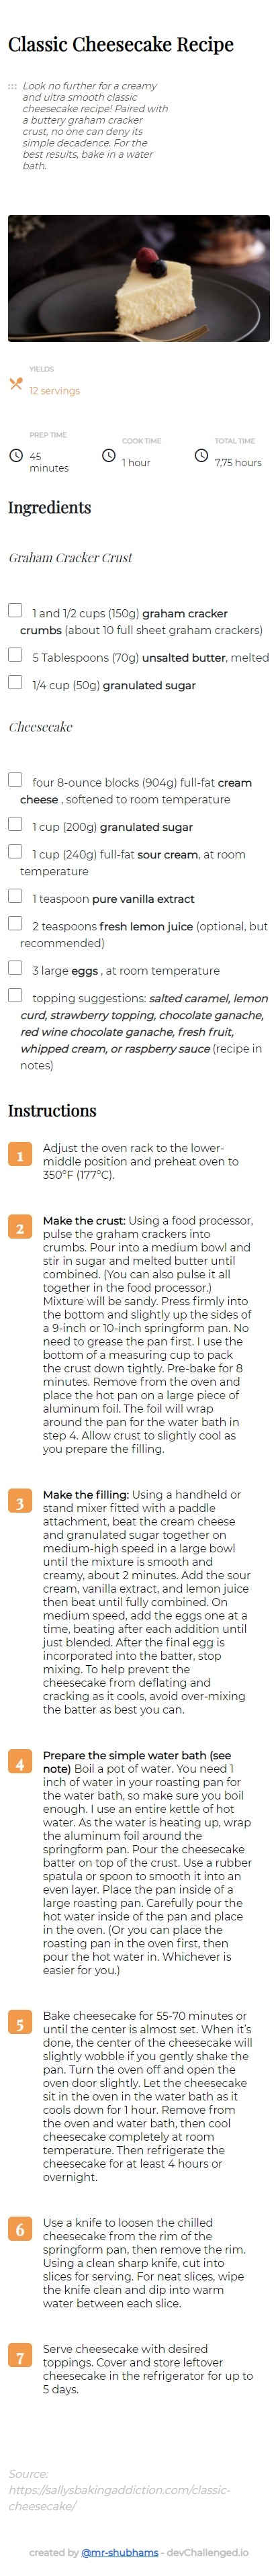 Classic Cheesecake Recipe
Look no further for a creamy
and ultra smooth classic
cheesecake recipe! Paired with
a buttery graham cracker
crust, no one can deny its
simple decadence. For the
best results, bake in a water
bath.
YIELDS
12 servings
PREP TIME
45
minutes
COOK TIME
1 hour
TOTAL TIME
7,75 hours
Ingredients
Graham Cracker Crust
1 and 1/2 cups (150g) graham cracker
crumbs (about 10 full sheet graham crackers)
5 Tablespoons (70g) unsalted butter, melted
1/4 cup (50g) granulated sugar
Cheesecake
four 8-ounce blocks (904g) full-fat cream
cheese , softened to room temperature
1 cup (200g) granulated sugar
1 cup (240g) full-fat sour cream, at room
temperature
1 teaspoon pure vanilla extract
2 teaspoons fresh lemon juice (optional, but
recommended)
3 large eggs , at room temperature
topping suggestions: salted caramel, lemon
curd, strawberry topping, chocolate ganache,
red wine chocolate ganache, fresh fruit,
whipped cream, or raspberry sauce (recipe in
notes)
Instructions
1 Adjust the oven rack to the lower-
middle position and preheat oven to
350°F (177°C).
2 Make the crust: Using a food processor,
pulse the graham crackers into
crumbs. Pour into a medium bowl and
stir in sugar and melted butter until
combined. (You can also pulse it all
together in the food processor.)
Mixture will be sandy. Press firmly into
the bottom and slightly up the sides of
a 9-inch or 10-inch springform pan. No
need to grease the pan first. I use the
bottom of a measuring cup to pack
the crust down tightly. Pre-bake for 8
minutes. Remove from the oven and
place the hot pan on a large piece of
aluminum foil. The foil will wrap
around the pan for the water bath in
step 4. Allow crust to slightly cool as
you prepare the filling.
3 Make the filling: Using a handheld or
stand mixer fitted with a paddle
attachment, beat the cream cheese
and granulated sugar together on
medium-high speed in a large bowl
until the mixture is smooth and
creamy, about 2 minutes. Add the sour
cream, vanilla extract, and lemon juice
then beat until fully combined. On
medium speed, add the eggs one at a
time, beating after each addition until
just blended. After the final egg is
incorporated into the batter, stop
mixing. To help prevent the
cheesecake from deflating and
cracking as it cools, avoid over-mixing
the batter as best you can.
4 Prepare the simple water bath (see
note) Boil a pot of water. You need 1
inch of water in your roasting pan for
the water bath, so make sure you boil
enough. I use an entire kettle of hot
water. As the water is heating up, wrap
the aluminum foil around the
springform pan. Pour the cheesecake
batter on top of the crust. Use a rubber
spatula or spoon to smooth it into an
even layer. Place the pan inside of a
large roasting pan. Carefully pour the
hot water inside of the pan and place
in the oven. (Or you can place the
roasting pan in the oven first, then
pour the hot water in. Whichever is
easier for you.)
5 Bake cheesecake for 55-70 minutes or
until the center is almost set. When it's
done, the center of the cheesecake will
slightly wobble if you gently shake the
pan. Turn the oven off and open the
oven door slightly. Let the cheesecake
sit in the oven in the water bath as it
cools down for 1 hour. Remove from
the oven and water bath, then cool
cheesecake completely at room
temperature. Then refrigerate the
cheesecake for at least 4 hours or
overnight.
6 Use a knife to loosen the chilled
cheesecake from the rim of the
springform pan, then remove the rim.
Using a clean sharp knife, cut into
slices for serving. For neat slices, wipe
the knife clean and dip into warm
water between each slice.
7 Serve cheesecake with desired
toppings. Cover and store leftover
cheesecake in the refrigerator for up to
5 days.
Source:
https://sallysbakingaddiction.com/classic-
cheesecake/
created by @mr-shubhams - devChallenged.io